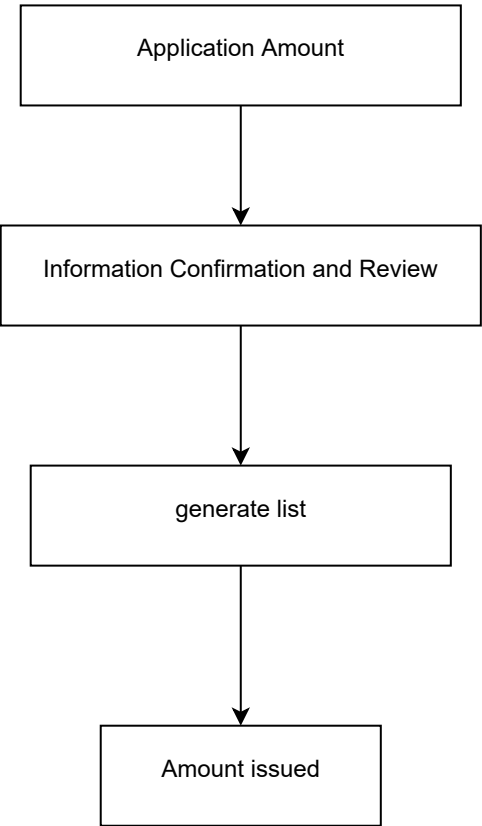 Application Amount
Information Confirmation and Review
generate list
Amount issued